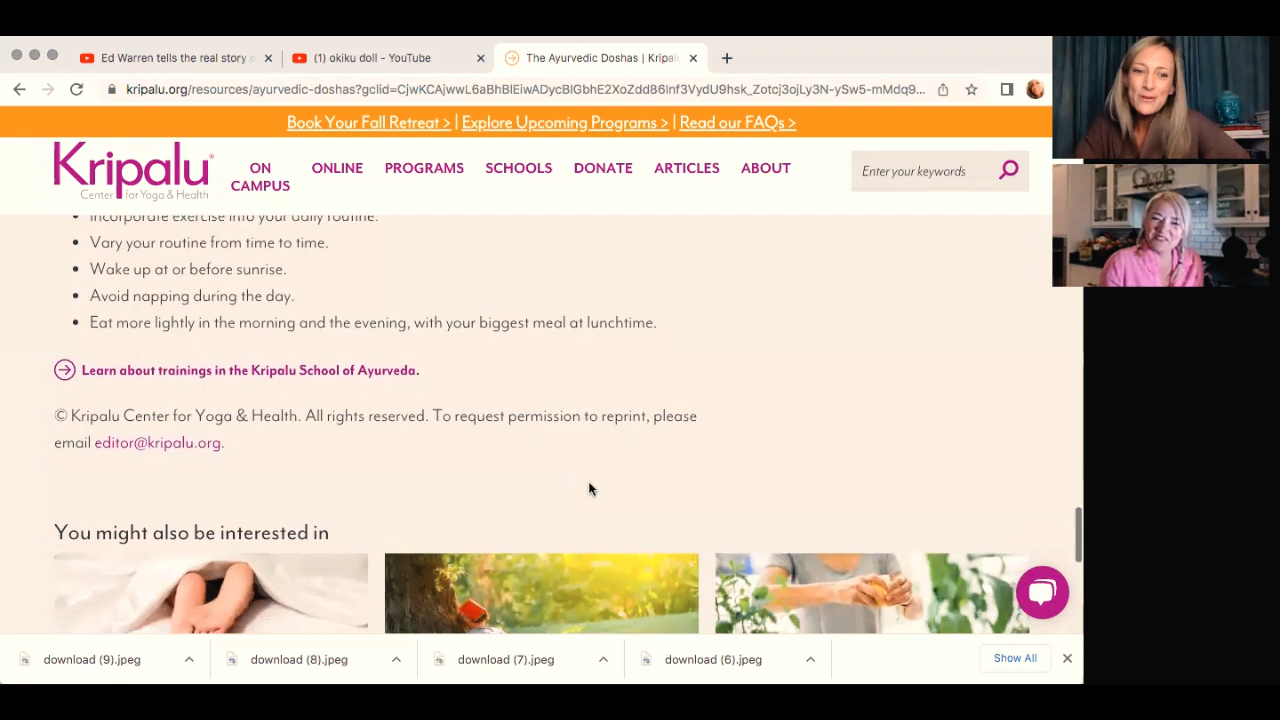 Ed Warren tells the real story
(1) okiku doll - YouTube
The Ayurvedic Doshas | Kripal
kripalu.org/resources/ayurvedic-doshas?gclid=CjwKCAjwwL6aBhBlEiwADycBIGbhE2XoZdd86lnf3VydU9hsk_Zotcj3ojLy3N-ySw5-mMdq9...
Book Your Fall Retreat > | Explore Upcoming Programs > | Read our FAQs >
Kripalu®
Center for Yoga & Health
ON CAMPUS
ONLINE
PROGRAMS
SCHOOLS
DONATE
ARTICLES
ABOUT
Enter your keywords
• Incorporate exercise into your daily routine.
• Vary your routine from time to time.
• Wake up at or before sunrise.
• Avoid napping during the day.
• Eat more lightly in the morning and the evening, with your biggest meal at lunchtime.
Learn about trainings in the Kripalu School of Ayurveda.
© Kripalu Center for Yoga & Health. All rights reserved. To request permission to reprint, please
email editor@kripalu.org.
You might also be interested in
download (9).jpeg
download (8).jpeg
download (7).jpeg
download (6).jpeg
Show All